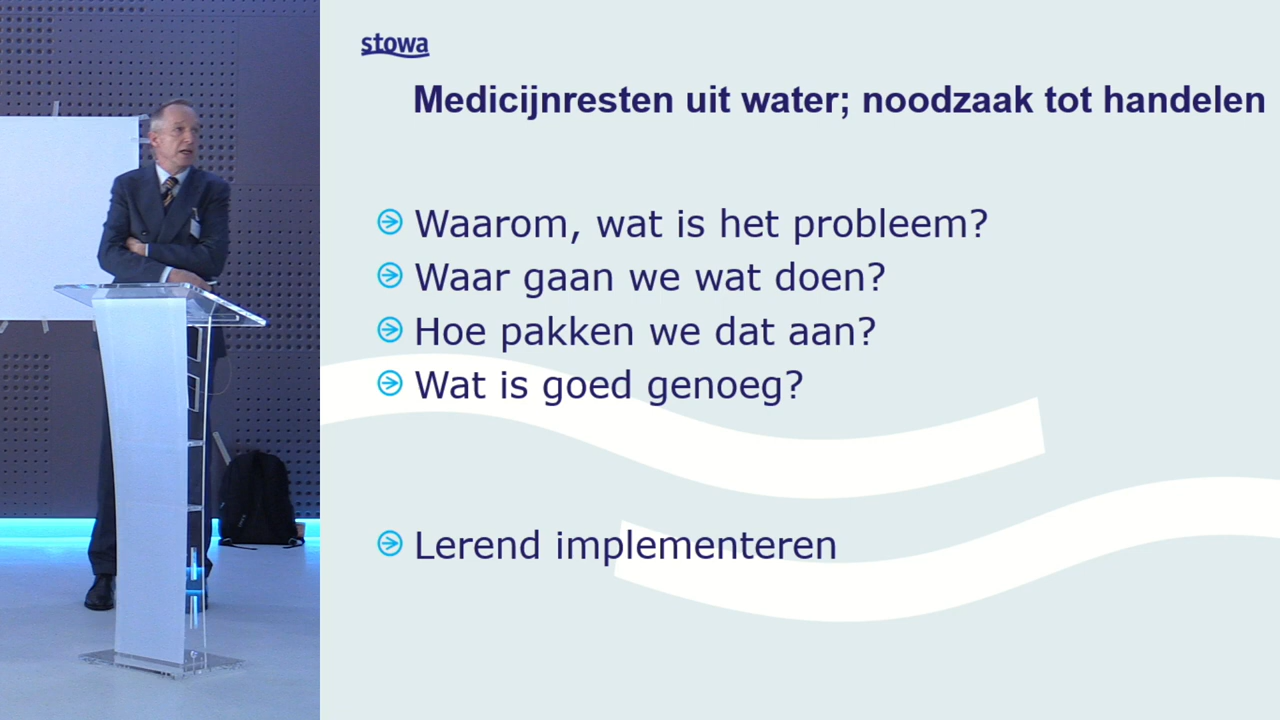 stowa
Medicijnresten uit water; noodzaak tot handelen
Waarom, wat is het probleem?
Waar gaan we wat doen?
Hoe pakken we dat aan?
Wat is goed genoeg?
Lerend implementeren